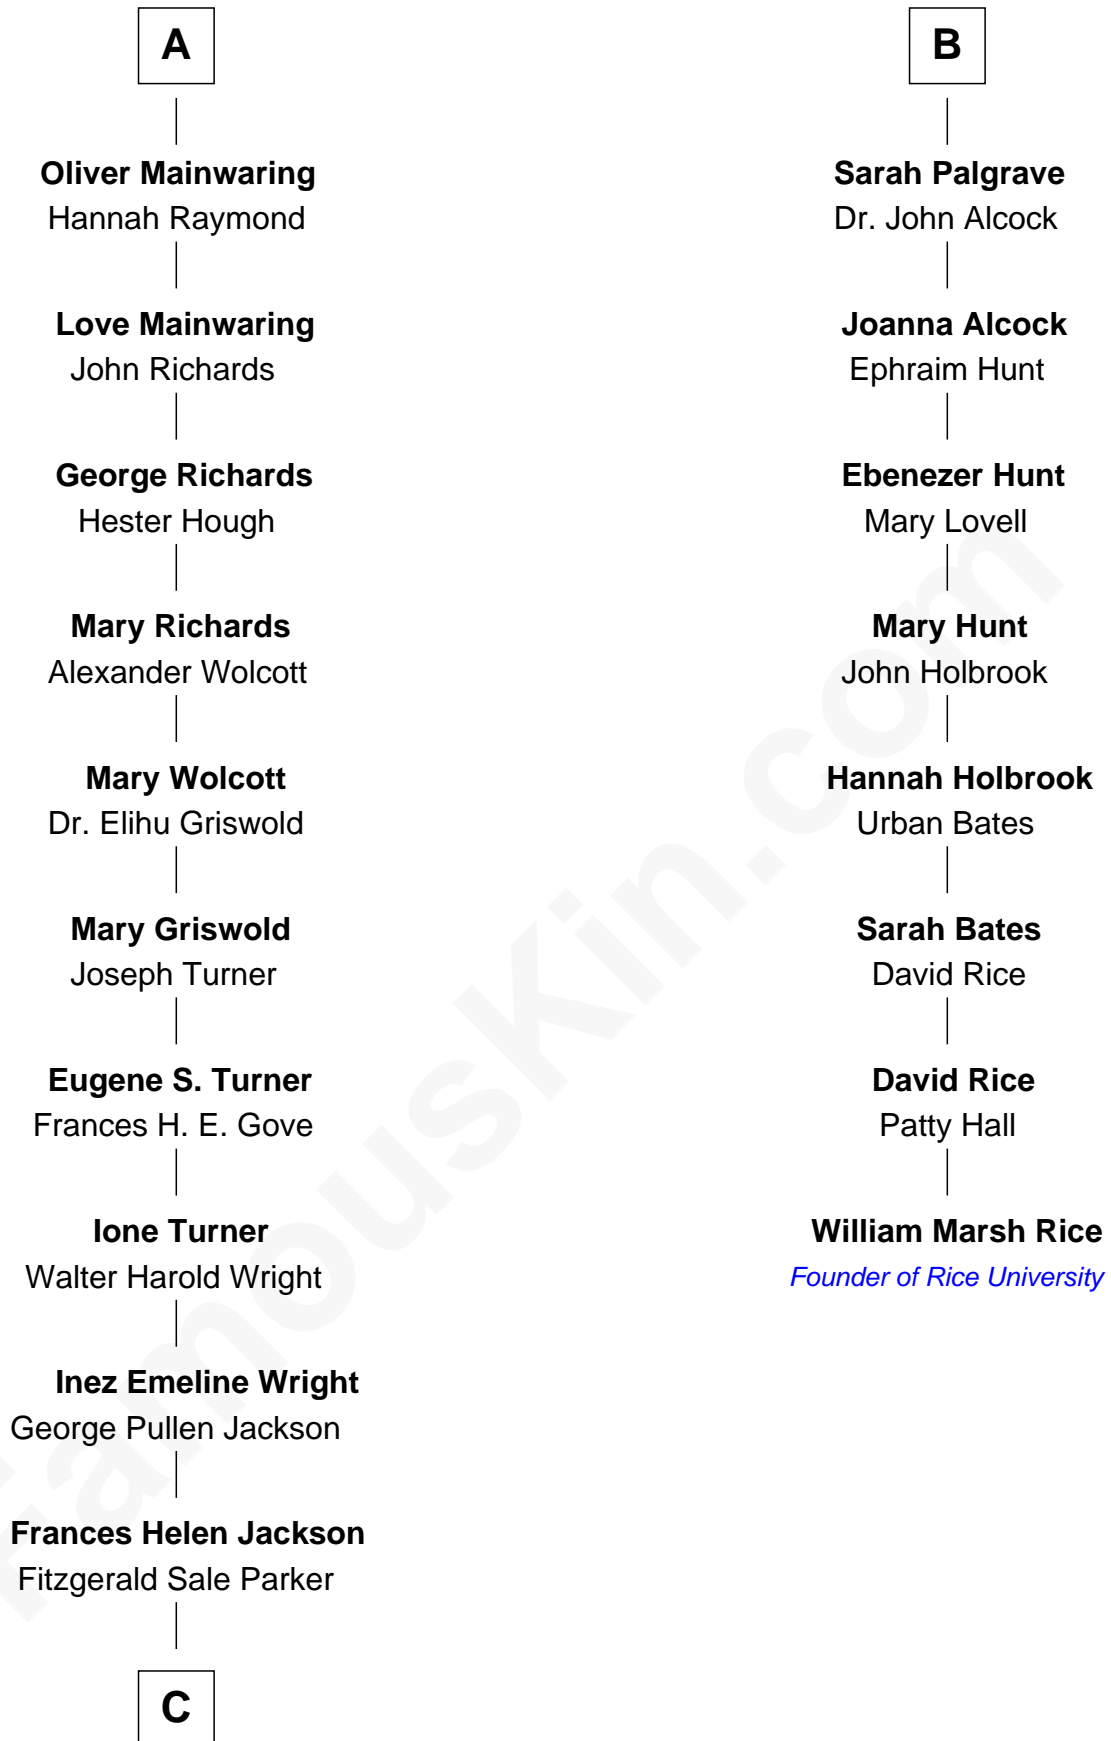 A
Oliver Mainwaring
Hannah Raymond
Love Mainwaring
John Richards
George Richards
Hester Hough
Mary Richards
Alexander Wolcott
Mary Wolcott
Dr. Elihu Griswold
Mary Griswold
Joseph Turner
Eugene S. Turner
Frances H. E. Gove
Ione Turner
Walter Harold Wright
Inez Emeline Wright
George Pullen Jackson
Frances Helen Jackson
Fitzgerald Sale Parker
C
B
Sarah Palgrave
Dr. John Alcock
Joanna Alcock
Ephraim Hunt
Ebenezer Hunt
Mary Lovell
Mary Hunt
John Holbrook
Hannah Holbrook
Urban Bates
Sarah Bates
David Rice
David Rice
Patty Hall
William Marsh Rice
Founder of Rice University
FamousKin.com